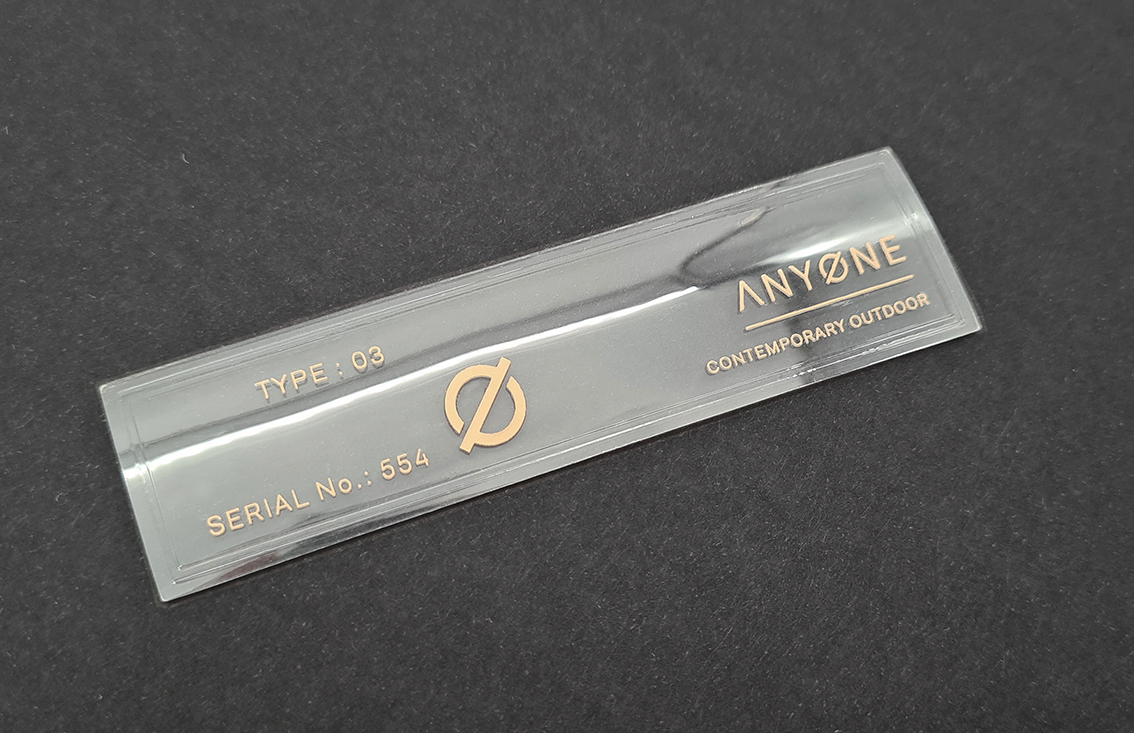 TYPE : 03
SERIAL No.: 554
Ø
ANYØNE
CONTEMPORARY OUTDOOR